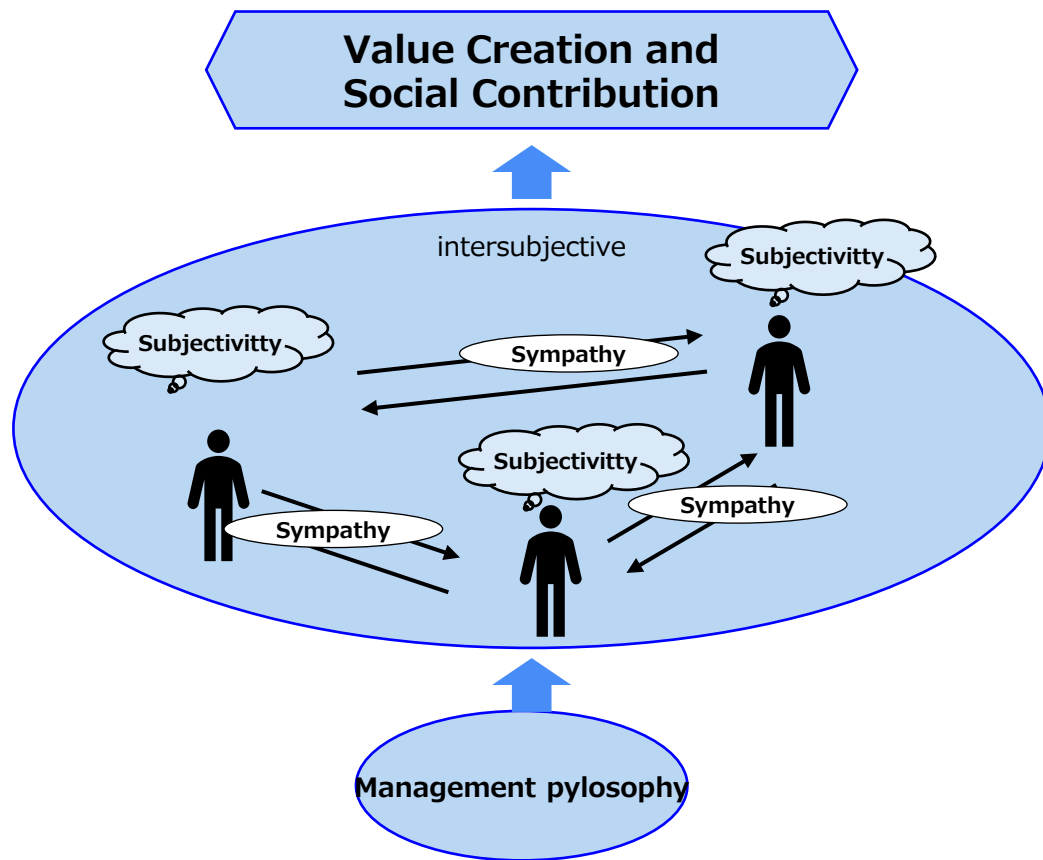 Value Creation and
Social Contribution
intersubjective
Subjectivitty
Subjectivitty
Sympathy
Subjectivitty
Sympathy
Sympathy
Management pylosophy